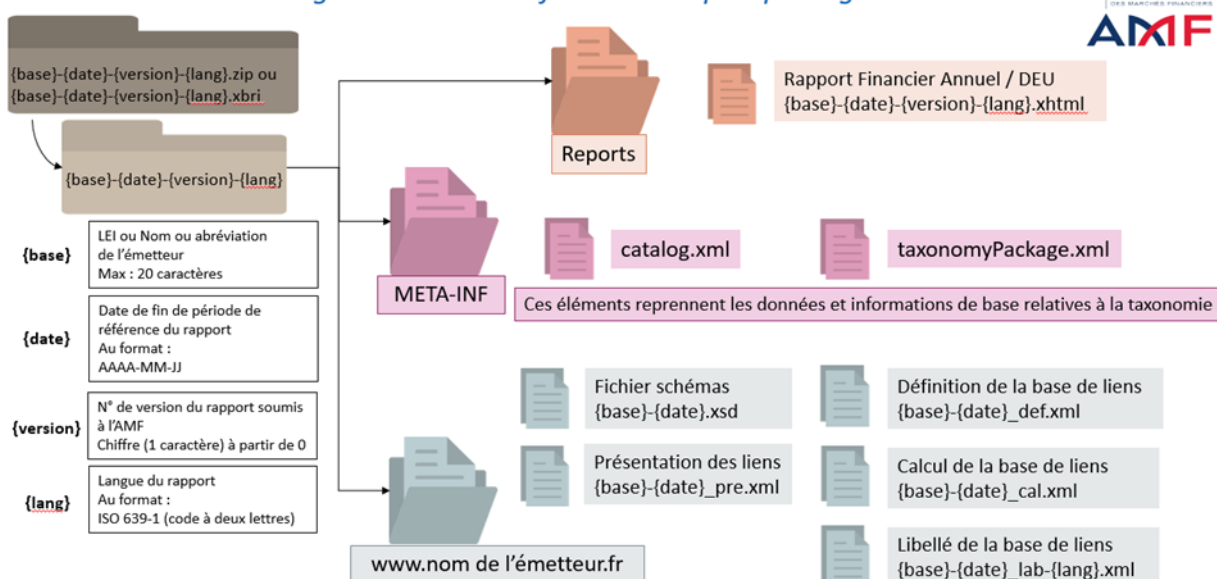 DES MARCHÉS FINANCIERS
AMF
{base}-{date}-{version}-{lang}.zip ou
{base}-{date}-{version}-{lang}.xbri
{base}-{date}-{version}-{lang}
Reports
Rapport Financier Annuel / DEU
{base}-{date}-{version}-{lang}.xhtml
{base}
LEI ou Nom ou abréviation
de l’émetteur
Max : 20 caractères
{date}
Date de fin de période de
référence du rapport
Au format :
AAAA-MM-JJ
{version}
N° de version du rapport soumis
à l’AMF
Chiffre (1 caractère) à partir de 0
{lang}
Langue du rapport
Au format :
ISO 639-1 (code à deux lettres)
META-INF
catalog.xml
taxonomyPackage.xml
Ces éléments reprennent les données et informations de base relatives à la taxonomie
www.nom de l’émetteur.fr
Fichier schémas
{base}-{date}.xsd
Présentation des liens
{base}-{date}_pre.xml
Définition de la base de liens
{base}-{date}_def.xml
Calcul de la base de liens
{base}-{date}_cal.xml
Libellé de la base de liens
{base}-{date}_lab-{lang}.xml